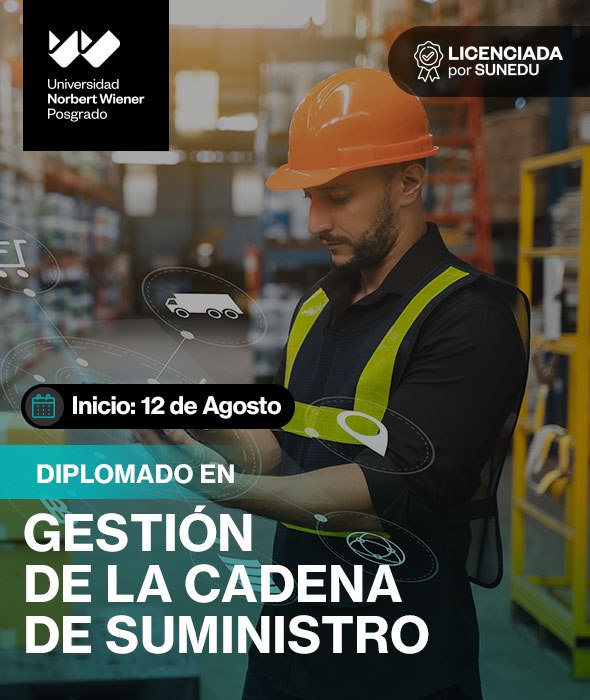 Universidad
Norbert Wiener
Posgrado
LICENCIADA
por SUNEDU
Inicio: 12 de Agosto
DIPLOMADO EN
GESTIÓN
DE LA CADENA
DE SUMINISTRO